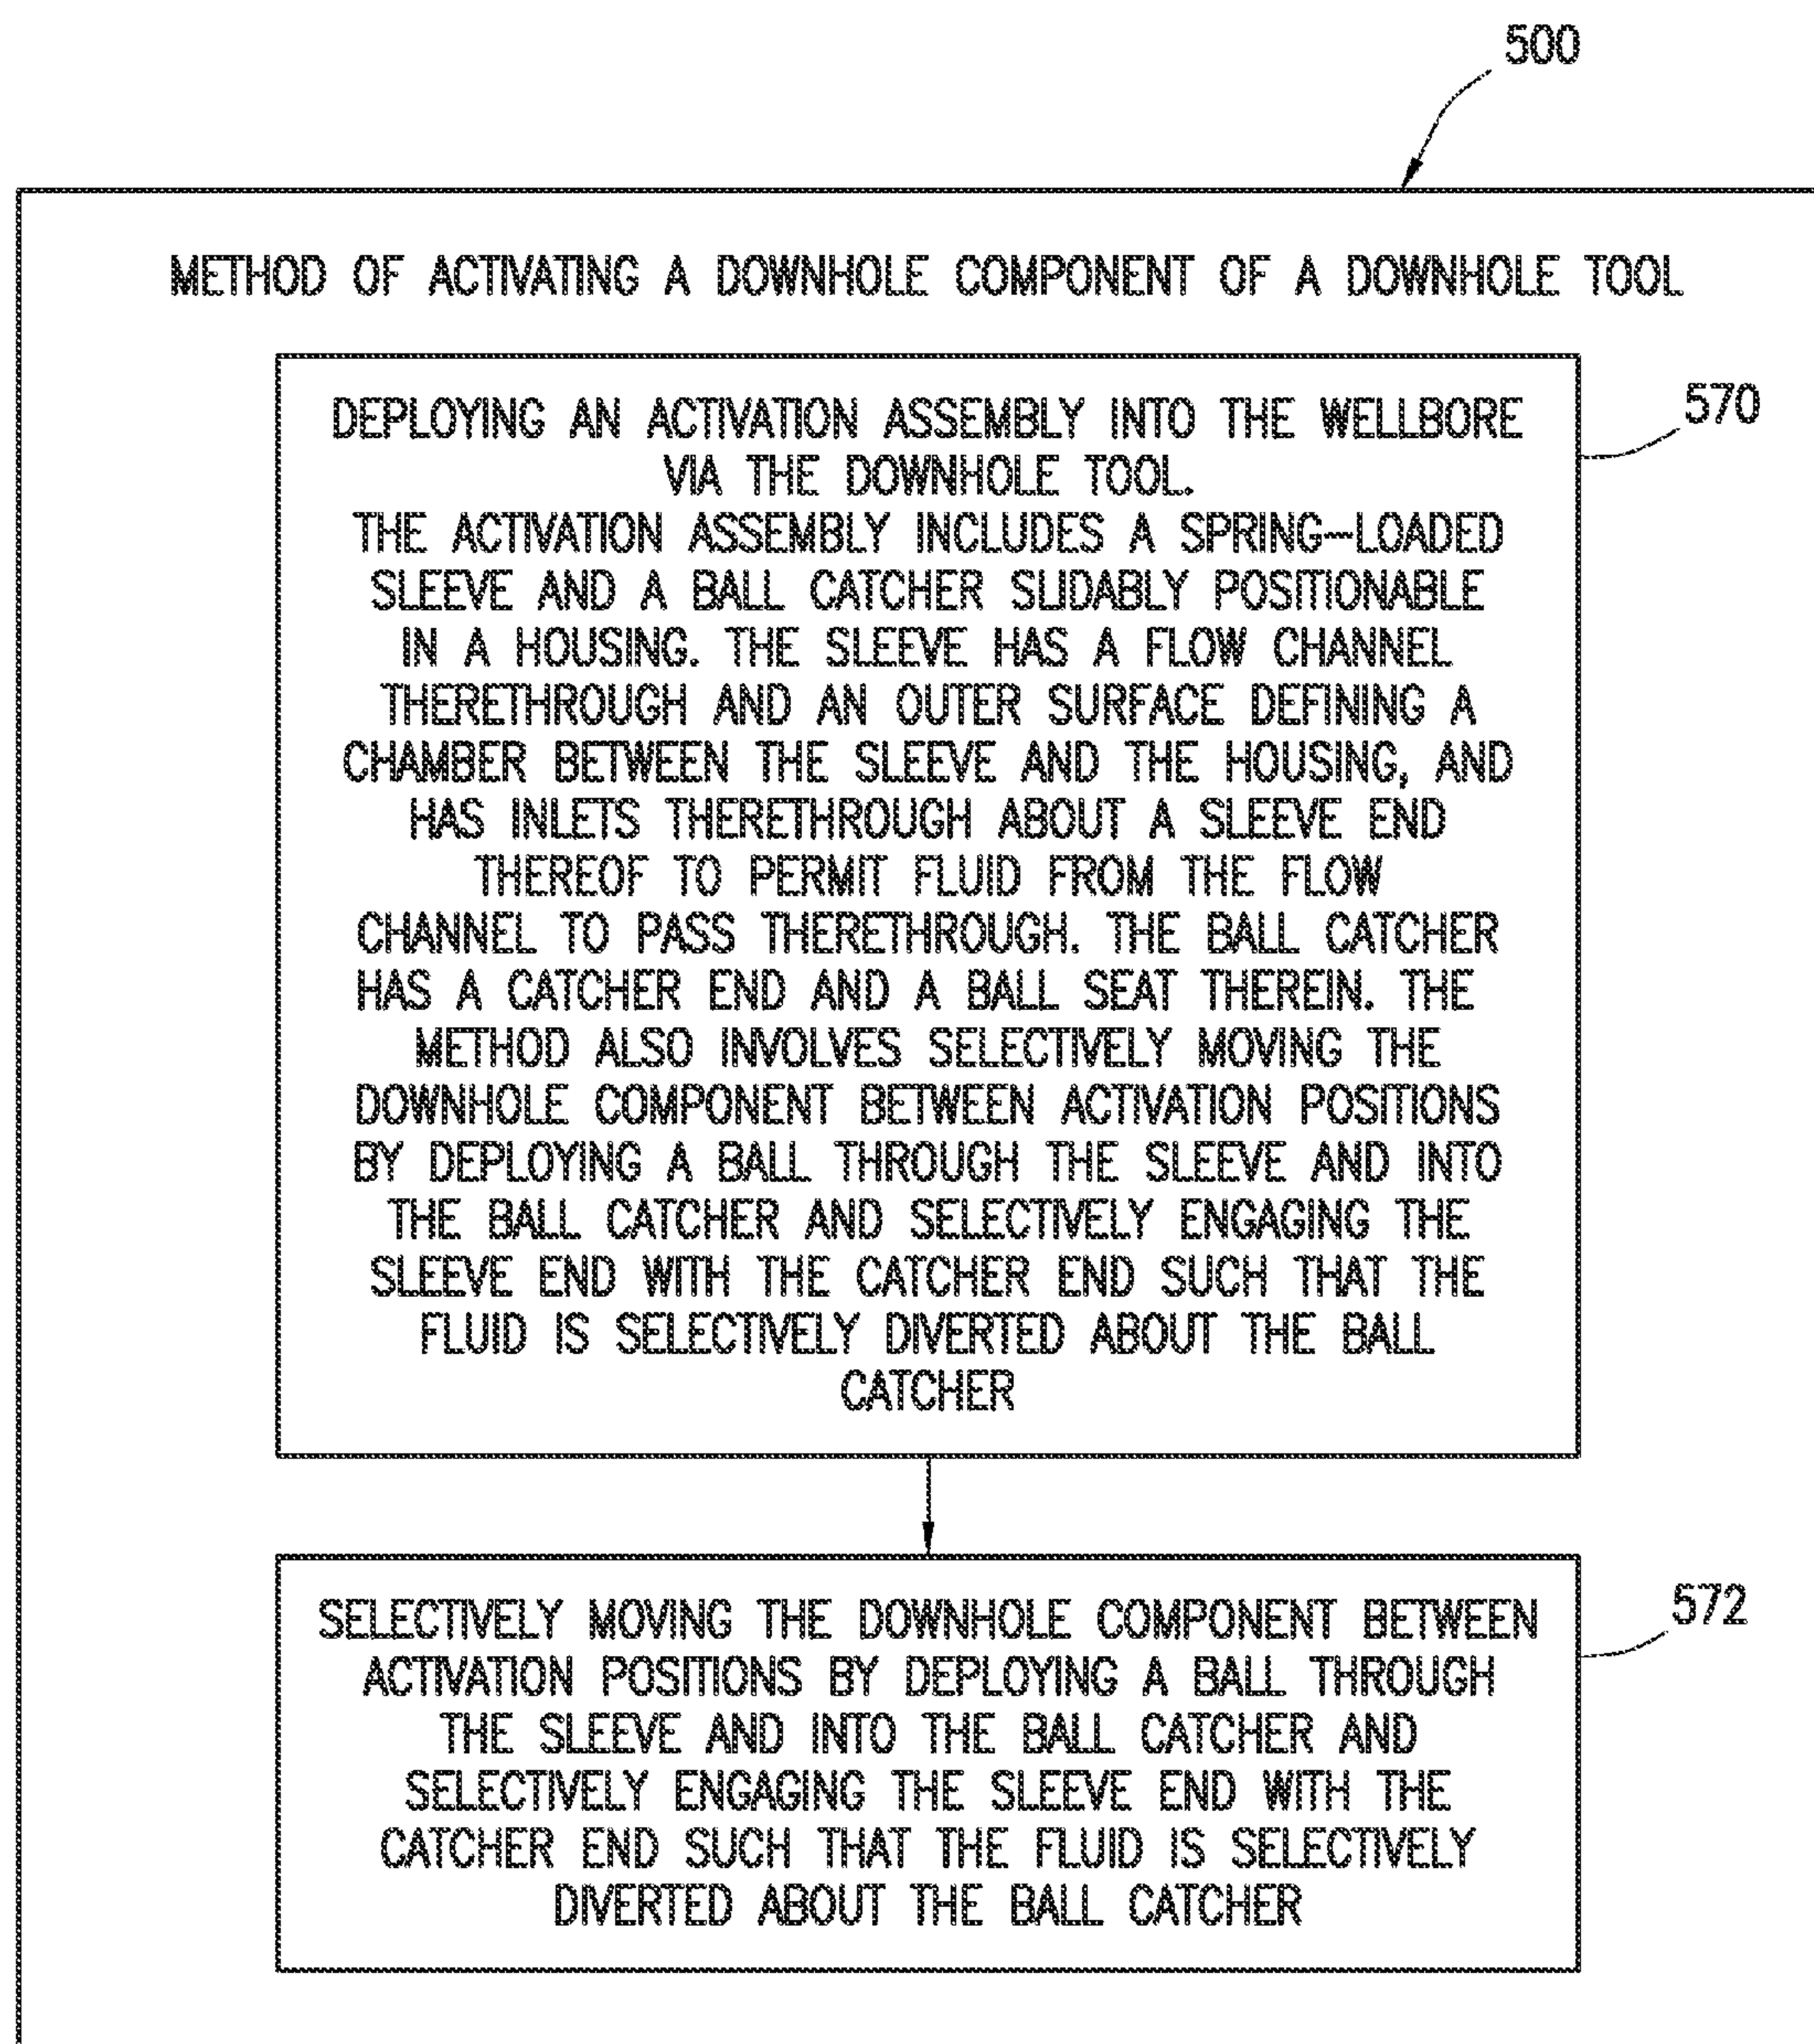 500
METHOD OF ACTIVATING A DOWNHOLE COMPONENT OF A DOWNHOLE TOOL
570
DEPLOYING AN ACTIVATION ASSEMBLY INTO THE WELLBORE
VIA THE DOWNHOLE TOOL.
THE ACTIVATION ASSEMBLY INCLUDES A SPRING–LOADED
SLEEVE AND A BALL CATCHER SLIDABLY POSITIONABLE
IN A HOUSING. THE SLEEVE HAS A FLOW CHANNEL
THERETHROUGH AND AN OUTER SURFACE DEFINING A
CHAMBER BETWEEN THE SLEEVE AND THE HOUSING, AND
HAS INLETS THERETHROUGH ABOUT A SLEEVE END
THEREOF TO PERMIT FLUID FROM THE FLOW
CHANNEL TO PASS THERETHROUGH. THE BALL CATCHER
HAS A CATCHER END AND A BALL SEAT THEREIN. THE
METHOD ALSO INVOLVES SELECTIVELY MOVING THE
DOWNHOLE COMPONENT BETWEEN ACTIVATION POSITIONS
BY DEPLOYING A BALL THROUGH THE SLEEVE AND INTO
THE BALL CATCHER AND SELECTIVELY ENGAGING THE
SLEEVE END WITH THE CATCHER END SUCH THAT THE
FLUID IS SELECTIVELY DIVERTED ABOUT THE BALL
CATCHER
572
SELECTIVELY MOVING THE DOWNHOLE COMPONENT BETWEEN
ACTIVATION POSITIONS BY DEPLOYING A BALL THROUGH
THE SLEEVE AND INTO THE BALL CATCHER AND
SELECTIVELY ENGAGING THE SLEEVE END WITH THE
CATCHER END SUCH THAT THE FLUID IS SELECTIVELY
DIVERTED ABOUT THE BALL CATCHER